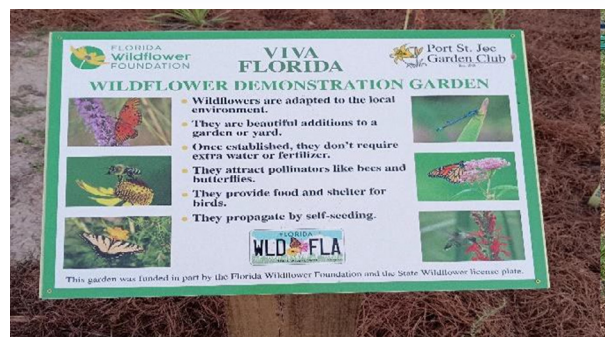 FLORIDA
Wildflower
FOUNDATION
VIVA
FLORIDA
Port St. Joe
Garden Club
WILDFLOWER DEMONSTRATION GARDEN
Wildflowers are adapted to the local
environment.
They are beautiful additions to a
garden or yard.
Once established, they don't require
extra water or fertilizer.
They attract pollinators like bees and
butterflies.
They provide food and shelter for
birds.
They propagate by self-seeding.
FLORIDA
WLD FLA
This garden was funded in part by the Florida Wildflower Foundation and the State Wildflower license plate.